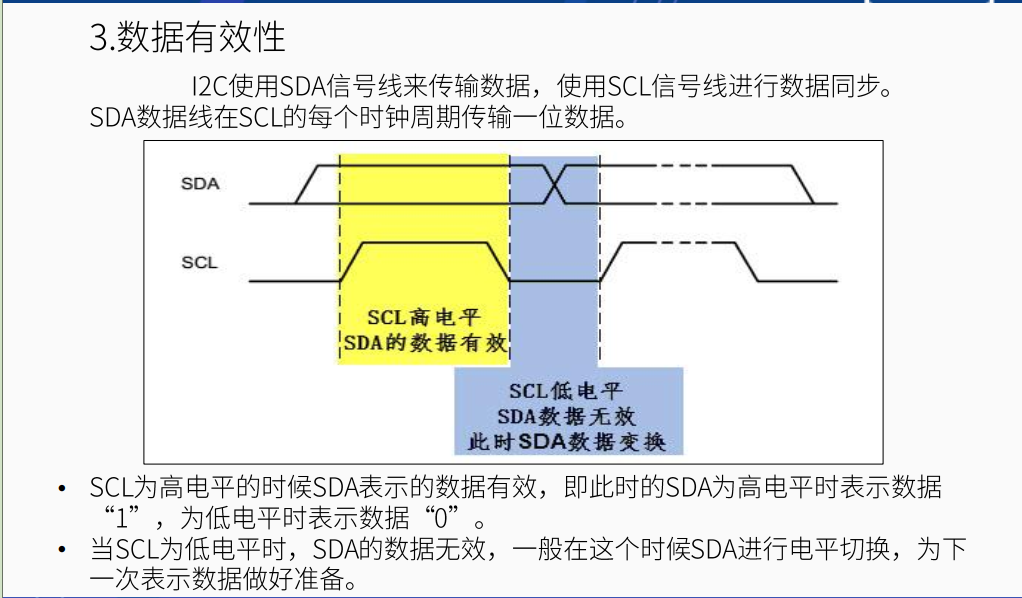 3.数据有效性
I2C使用SDA信号线来传输数据，使用SCL信号线进行数据同步。
SDA数据线在SCL的每个时钟周期传输一位数据。
SDA
SCL
SCL高电平
SDA的数据有效
SCL低电平
SDA数据无效
此时SDA数据变换
• SCL为高电平的时候SDA表示的数据有效，即此时的SDA为高电平时表示数据
“1”，为低电平时表示数据“0”。
• 当SCL为低电平时，SDA的数据无效，一般在这个时候SDA进行电平切换，为下
一次表示数据做好准备。